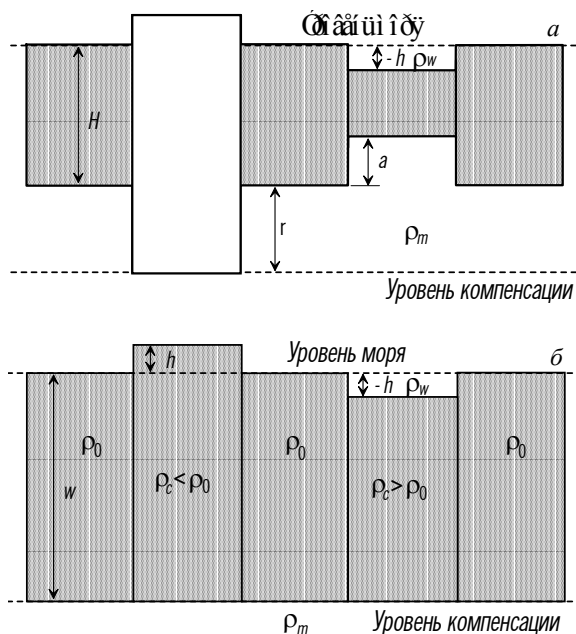 а
- h ρw
H
a
r
ρm
Уровень компенсации
h
Уровень моря
б
- h ρw
ρ0
ρc<ρ0
ρ0
ρc>ρ0
ρ0
w
ρm
Уровень компенсации